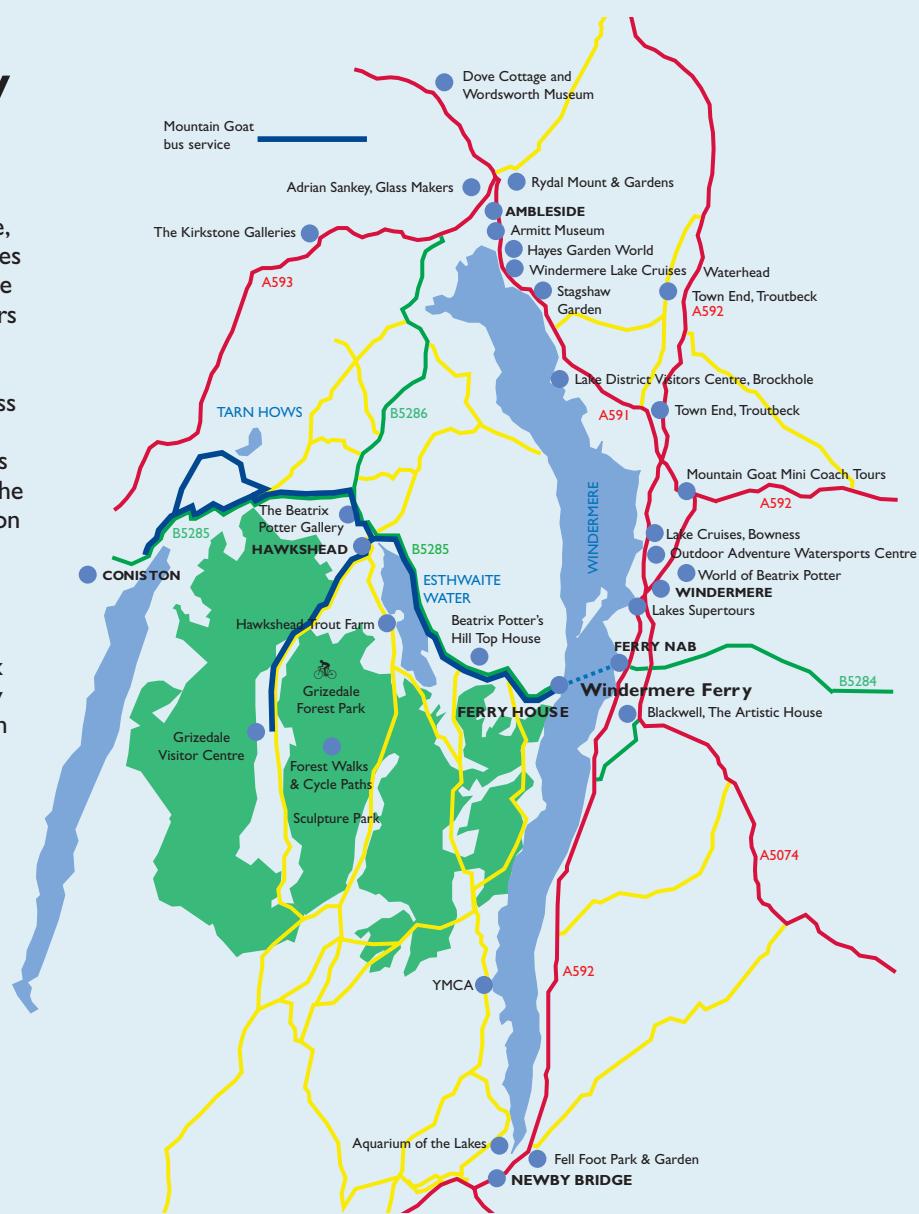 y
e,
es
e
rs
ss
s
he
on
k
y
n
Dove Cottage and
Wordsworth Museum
Mountain Goat
bus service
Adrian Sankey, Glass Makers
Rydal Mount & Gardens
AMBLESIDE
The Kirkstone Galleries
Armitt Museum
Hayes Garden World
Windermere Lake Cruises
Waterhead
A593
Stagshaw
Garden
Town End, Troutbeck
A592
Lake District Visitors Centre, Brockhole
TARN HOWS
B5286
A591
Town End, Troutbeck
Mountain Goat Mini Coach Tours
A592
WINDERMERE
The Beatrix
Potter Gallery
B5285
HAWKSHEAD
B5285
Lake Cruises, Bowness
Outdoor Adventure Watersports Centre
CONISTON
ESTHWAITE
WATER
World of Beatrix Potter
WINDERMERE
Lakes Supertours
Hawkshead Trout Farm
Beatrix Potter's
Hill Top House
FERRY NAB
B5284
Grizedale
Forest Park
Windermere Ferry
FERRY HOUSE
Blackwell, The Artistic House
Grizedale
Visitor Centre
Forest Walks
& Cycle Paths
Sculpture Park
A5074
A592
YMCA
Aquarium of the Lakes
Fell Foot Park & Garden
NEWBY BRIDGE